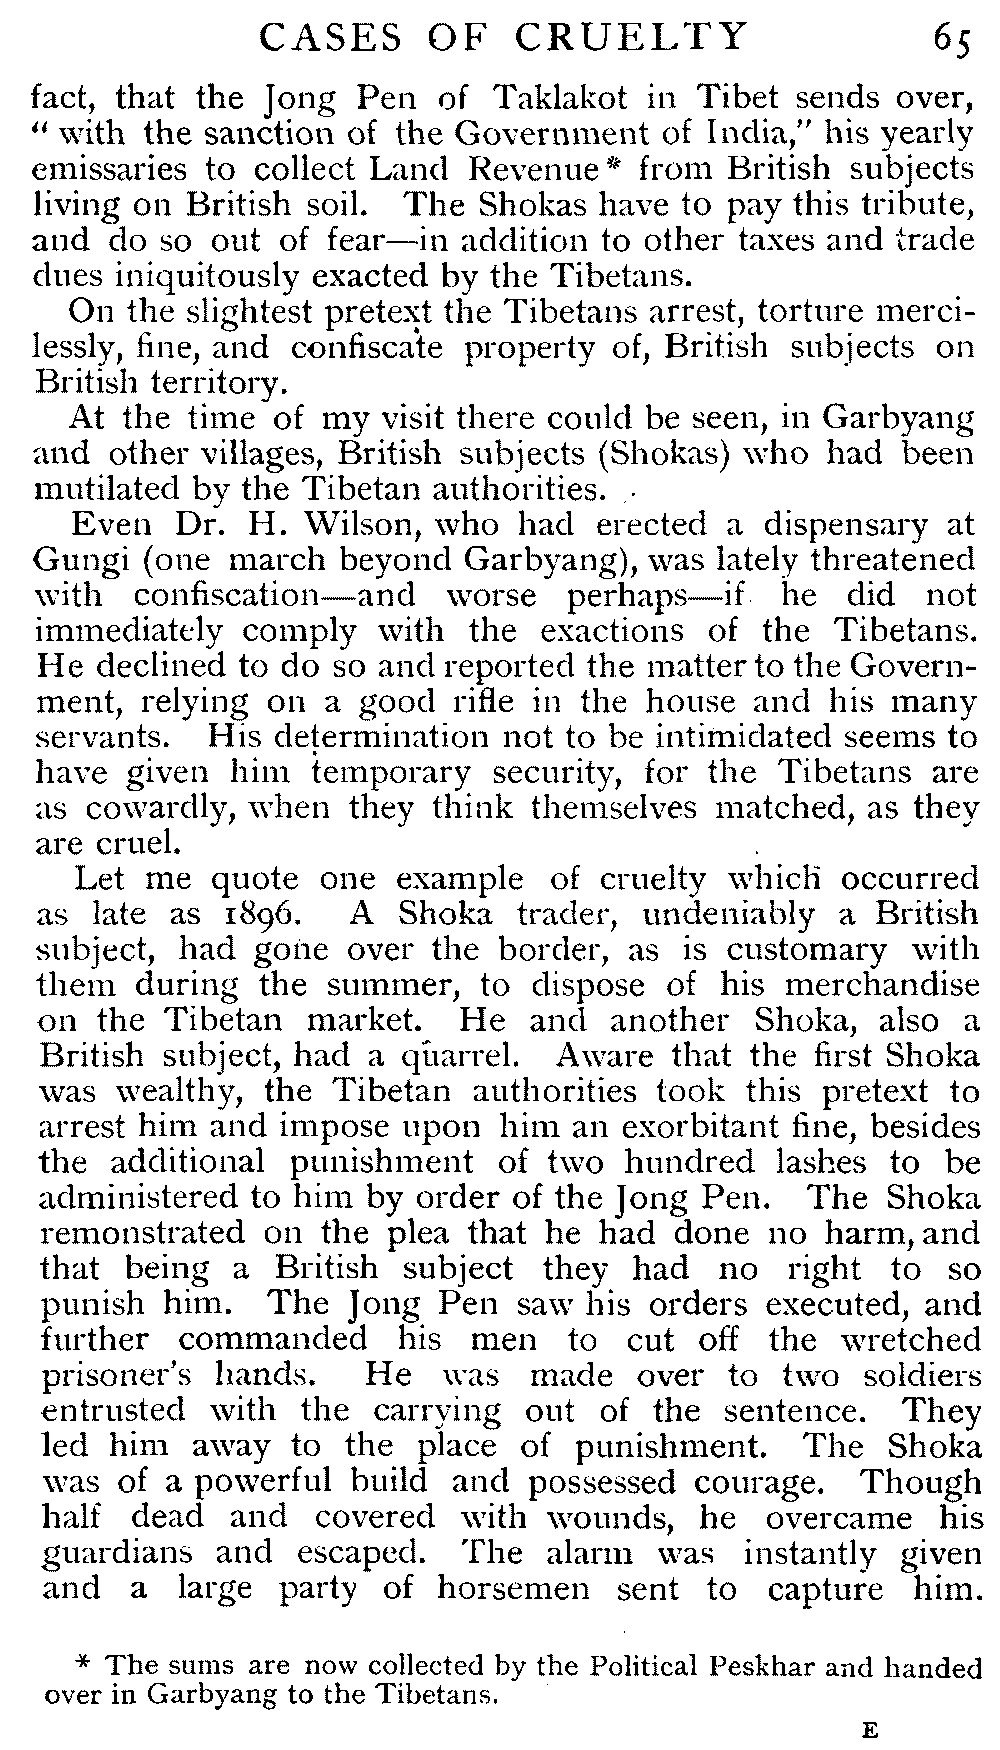 CASES OF CRUELTY 65
fact, that the Jong Pen of Taklakot in Tibet sends over,
“ with the sanction of the Government of India,” his yearly
emissaries to collect Land Revenue * from British subjects
living on British soil. The Shokas have to pay this tribute,
and do so out of fear—in addition to other taxes and trade
dues iniquitously exacted by the Tibetans.
On the slightest pretext the Tibetans arrest, torture merci-
lessly, fine, and confiscate property of, British subjects on
British territory.
At the time of my visit there could be seen, in Garbyang
and other villages, British subjects (Shokas) who had been
mutilated by the Tibetan authorities.
Even Dr. H. Wilson, who had erected a dispensary at
Gungi (one march beyond Garbyang), was lately threatened
with confiscation—and worse perhaps—if he did not
immediately comply with the exactions of the Tibetans.
He declined to do so and reported the matter to the Govern-
ment, relying on a good rifle in the house and his many
servants. His determination not to be intimidated seems to
have given him temporary security, for the Tibetans are
as cowardly, when they think themselves matched, as they
are cruel.
Let me quote one example of cruelty which occurred
as late as 1896. A Shoka trader, undeniably a British
subject, had gone over the border, as is customary with
them during the summer, to dispose of his merchandise
on the Tibetan market. He and another Shoka, also a
British subject, had a quarrel. Aware that the first Shoka
was wealthy, the Tibetan authorities took this pretext to
arrest him and impose upon him an exorbitant fine, besides
the additional punishment of two hundred lashes to be
administered to him by order of the Jong Pen. The Shoka
remonstrated on the plea that he had done no harm, and
that being a British subject they had no right to so
punish him. The Jong Pen saw his orders executed, and
further commanded his men to cut off the wretched
prisoner's hands. He was made over to two soldiers
entrusted with the carrying out of the sentence. They
led him away to the place of punishment. The Shoka
was of a powerful build and possessed courage. Though
half dead and covered with wounds, he overcame his
guardians and escaped. The alarm was instantly given
and a large party of horsemen sent to capture him.
* The sums are now collected by the Political Peskhar and handed
over in Garbyang to the Tibetans.
E